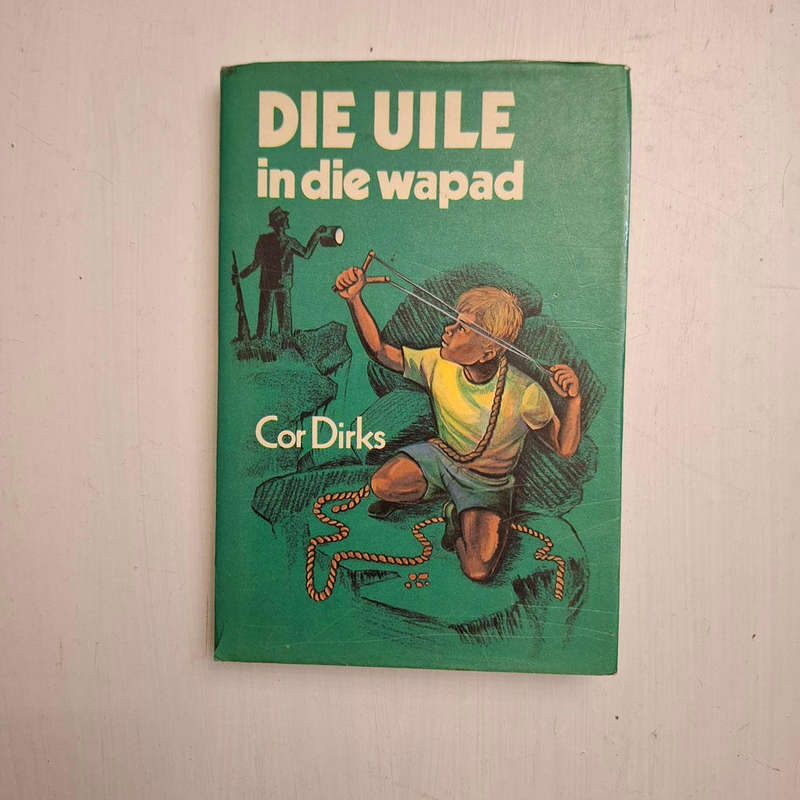 DIE UILE
in die wapad
Cor Dirks